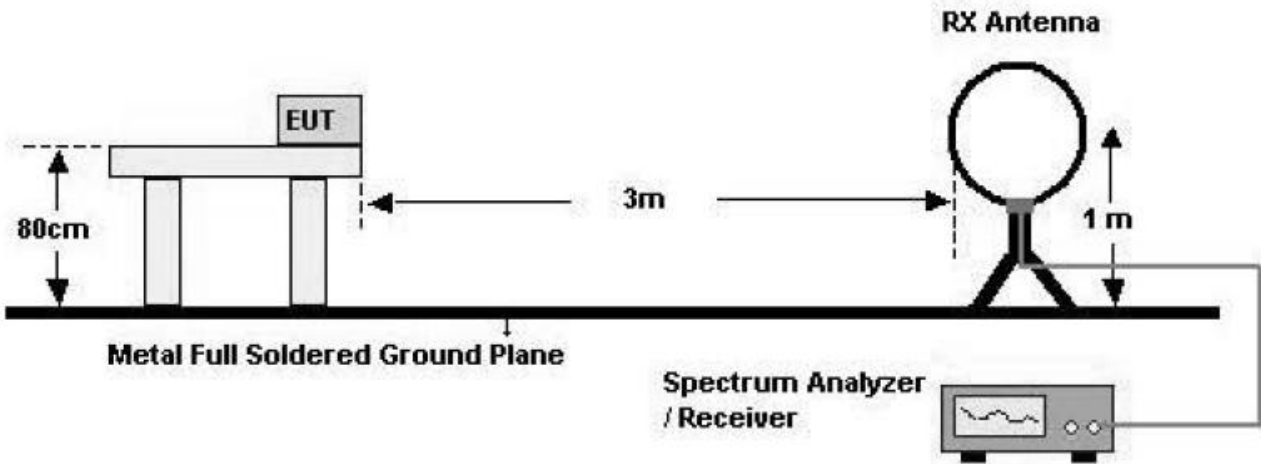 RX Antenna
EUT
3m
80cm
1 m
Metal Full Soldered Ground Plane
Spectrum Analyzer
/ Receiver